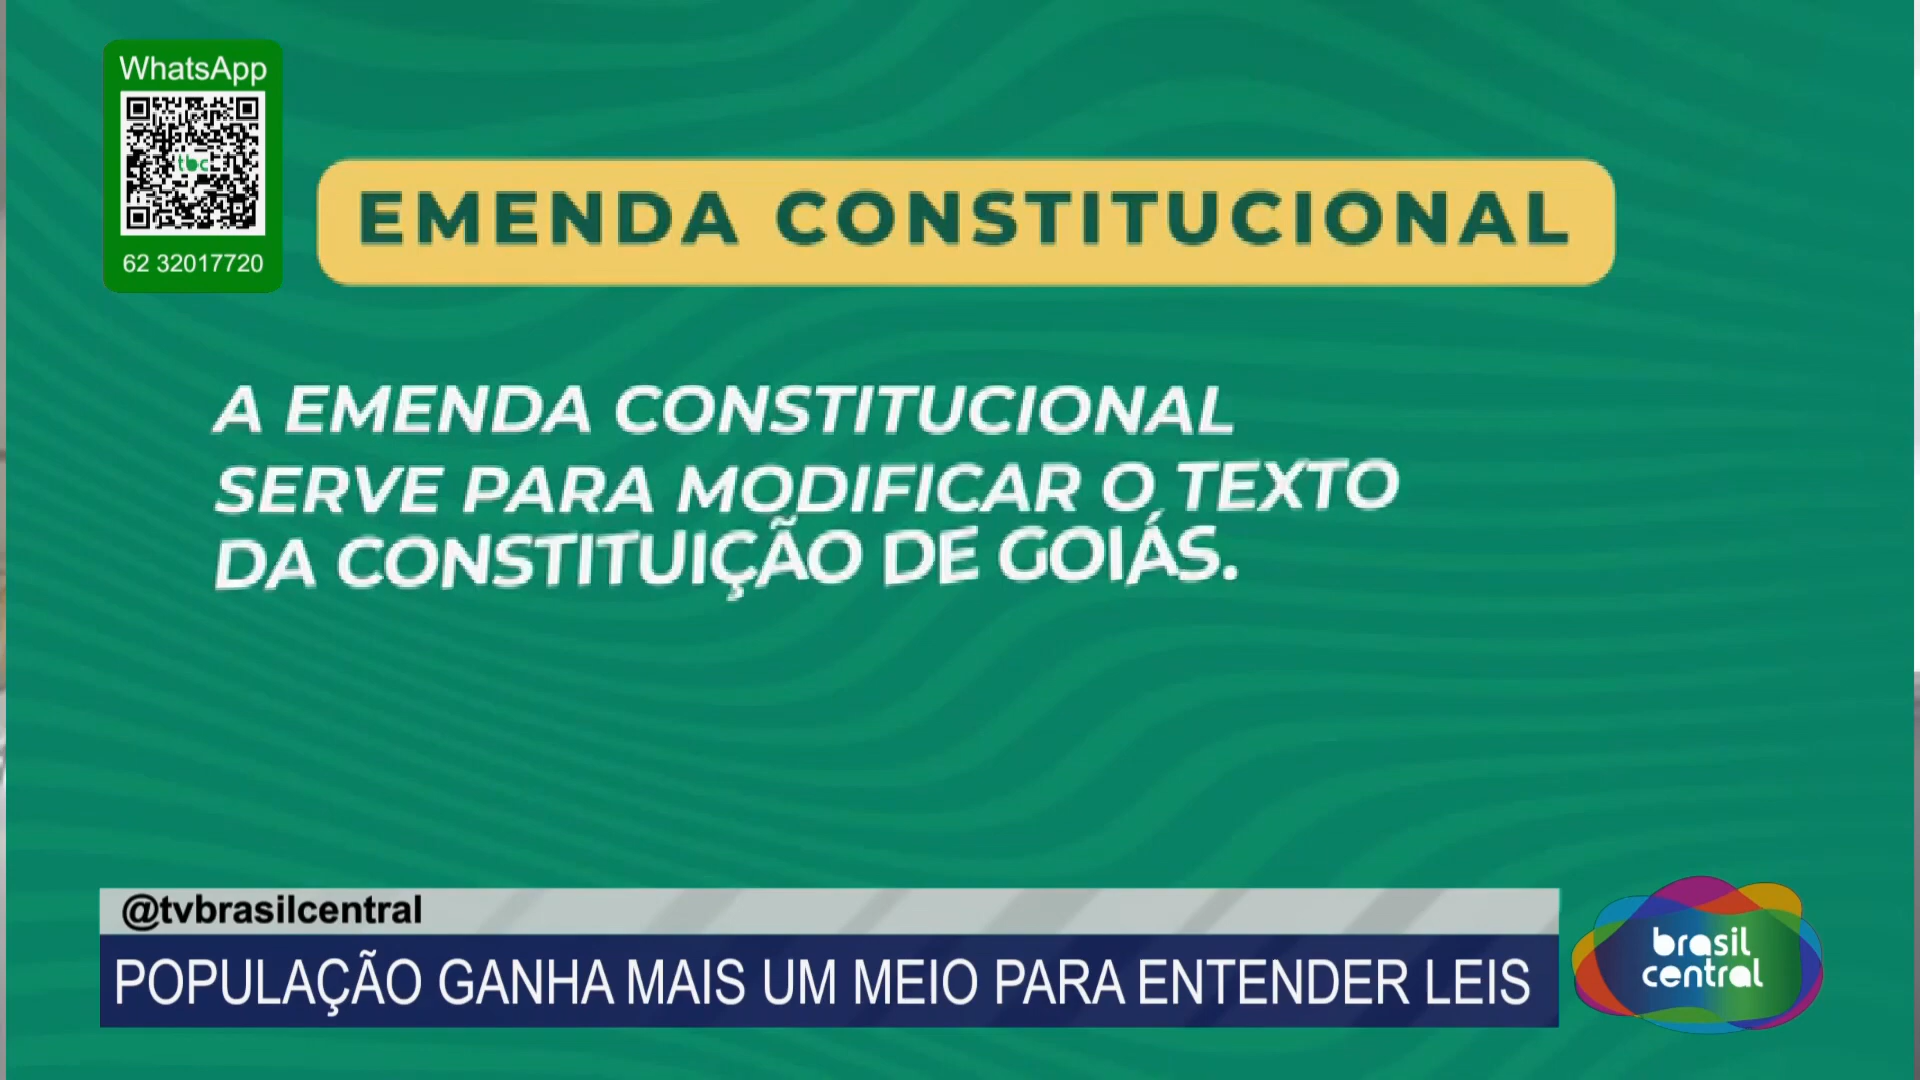 WhatsApp
tbc
62 32017720
EMENDA CONSTITUCIONAL
A EMENDA CONSTITUCIONAL
SERVE PARA MODIFICAR O TEXTO
DA CONSTITUIÇÃO DE GOIÁS.
@tvbrasilcentral
POPULAÇÃO GANHA MAIS UM MEIO PARA ENTENDER LEIS
brasil
central